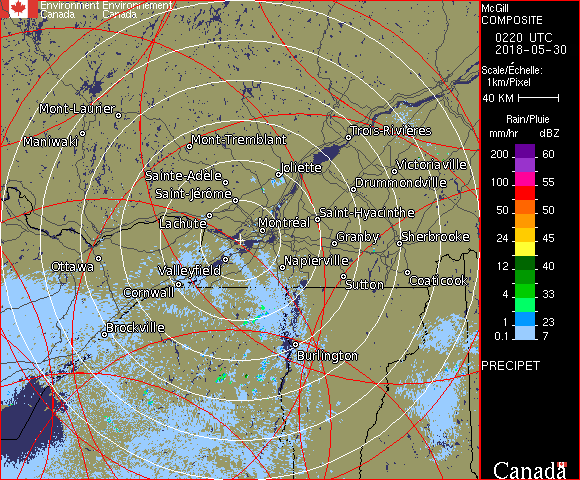 Environment Environnement
Canada Canada
McGill
COMPOSITE
0220 UTC
2018-05-30
Scale/Échelle:
1km/Pixel
40 KM
Rain/Pluie
mm/hr dBZ
200 60
100 55
50 50
24 45
12 40
4 33
1 23
0.1 7
PRECIPET
Canada
Mont-Laurier
Maniwaki
Mont-Tremblant
Trois-Rivières
Sainte-Adèle
Joliette
Victoriaville
Saint-Jérôme
Drummondville
Lachute
Montréal
Saint-Hyacinthe
Granby
Sherbrooke
Ottawa
Valleyfield
Napierville
Cornwall
Sutton
Coaticook
Brockville
Burlington